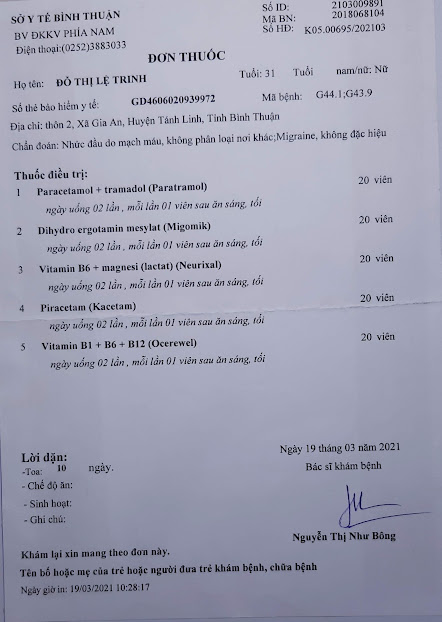 SỞ Y TẾ BÌNH THUẬN
BV ĐKKV PHÍA NAM
Điện thoại:(0252)3883033
Số ID: 2103009891
Mã BN: 2018068104
Số HĐ: K05.00695/202103
ĐƠN THUỐC
Họ tên: ĐỖ THỊ LỆ TRINH Tuổi: 31 Tuổi nam/nữ: Nữ
Số thẻ bảo hiểm y tế: GD4606020939972 Mã bệnh: G44.1;G43.9
Địa chỉ: thôn 2, Xã Gia An, Huyện Tánh Linh, Tỉnh Bình Thuận
Chẩn đoán: Nhức đầu do mạch máu, không phân loại nơi khác;Migraine, không đặc hiệu
Thuốc điều trị:
1 Paracetamol + tramadol (Paratramol) 20 viên
ngày uống 02 lần , mỗi lần 01 viên sau ăn sáng, tối
2 Dihydro ergotamin mesylat (Migomik) 20 viên
ngày uống 02 lần , mỗi lần 01 viên sau ăn sáng, tối
3 Vitamin B6 + magnesi (lactat) (Neurixal) 20 viên
ngày uống 02 lần , mỗi lần 01 viên sau ăn sáng, tối
4 Piracetam (Kacetam) 20 viên
ngày uống 02 lần , mỗi lần 01 viên sau ăn sáng, tối
5 Vitamin B1 + B6 + B12 (Ocerewel) 20 viên
ngày uống 02 lần , mỗi lần 01 viên sau ăn sáng, tối
Lời dặn:
-Toa: 10 ngày.
- Chế độ ăn:
- Sinh hoạt:
- Ghi chú:
Ngày 19 tháng 03 năm 2021
Bác sĩ khám bệnh
Nguyễn Thị Như Bông
Khám lại xin mang theo đơn này.
Tên bố hoặc mẹ của trẻ hoặc người đưa trẻ khám bệnh, chữa bệnh
Ngày giờ in: 19/03/2021 10:28:17